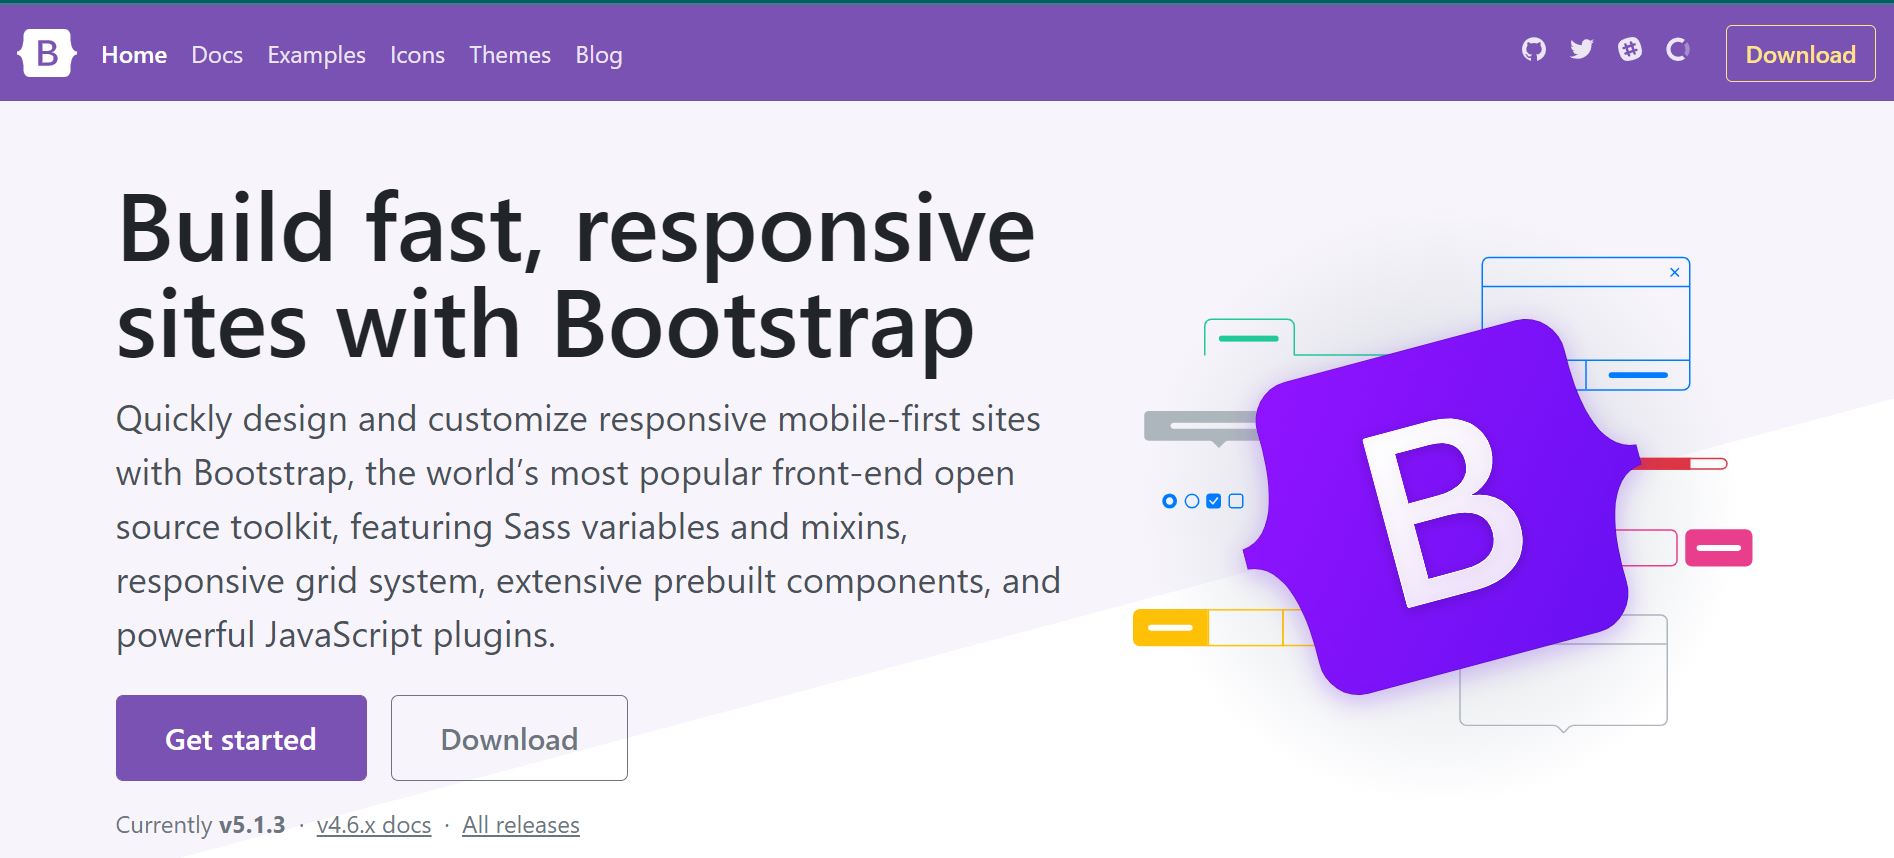 B Home Docs Examples Icons Themes Blog Download
Build fast, responsive
sites with Bootstrap
Quickly design and customize responsive mobile-first sites
with Bootstrap, the world’s most popular front-end open
source toolkit, featuring Sass variables and mixins,
responsive grid system, extensive prebuilt components, and
powerful JavaScript plugins.
Get started Download
Currently v5.1.3 · v4.6.x docs · All releases
B